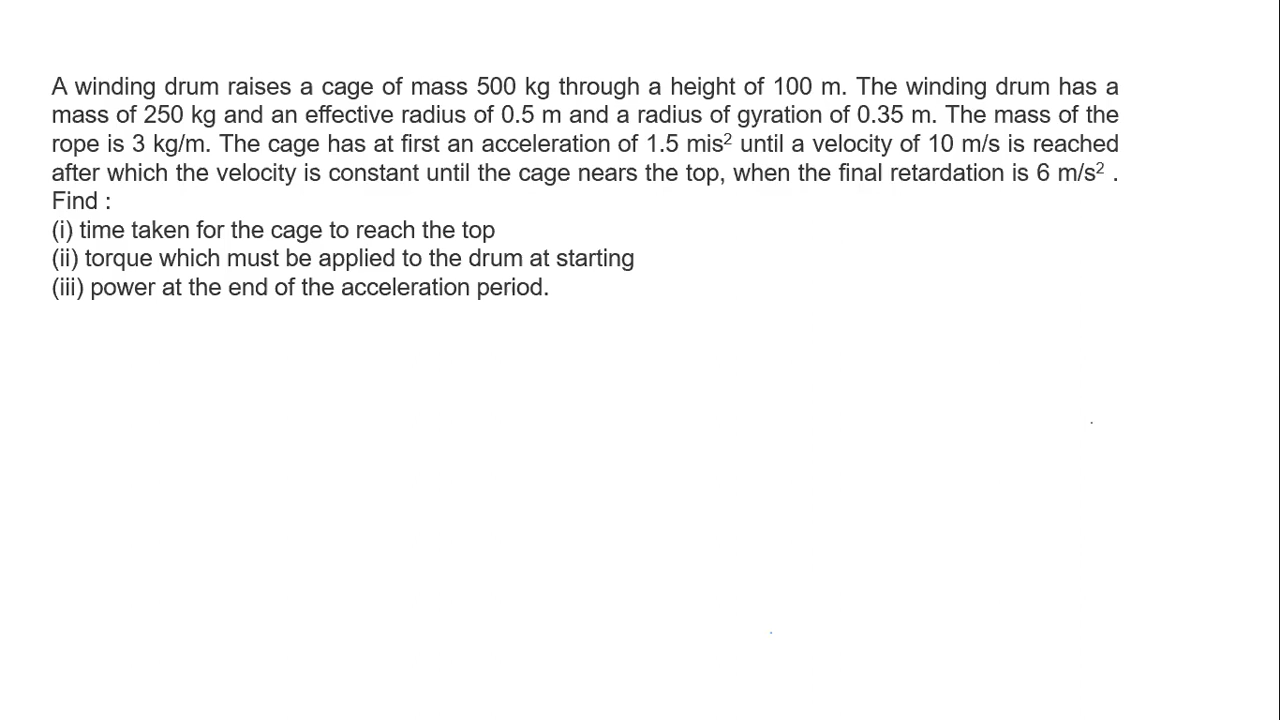 A winding drum raises a cage of mass 500 kg through a height of 100 m. The winding drum has a
mass of 250 kg and an effective radius of 0.5 m and a radius of gyration of 0.35 m. The mass of the
rope is 3 kg/m. The cage has at first an acceleration of 1.5 mis² until a velocity of 10 m/s is reached
after which the velocity is constant until the cage nears the top, when the final retardation is 6 m/s² .
Find :
(i) time taken for the cage to reach the top
(ii) torque which must be applied to the drum at starting
(iii) power at the end of the acceleration period.